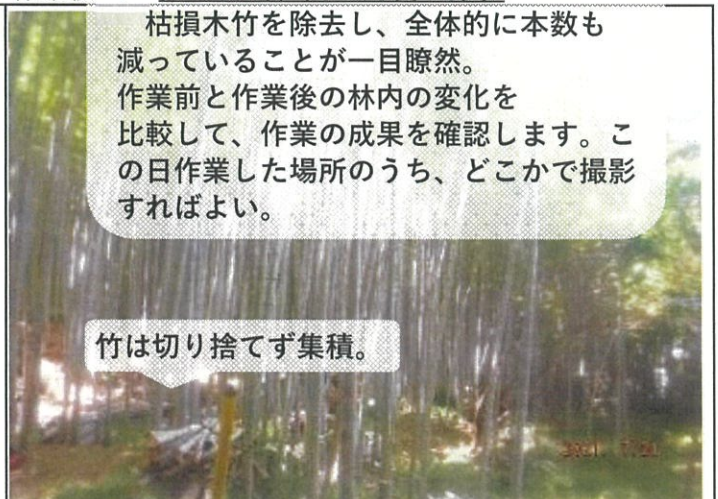 枯損木竹を除去し、全体的に本数も
減っていることが一目瞭然。
作業前と作業後の林内の変化を
比較して、作業の成果を確認します。こ
の日作業した場所のうち、どこかで撮影
すればよい。
竹は切り捨てず集積。